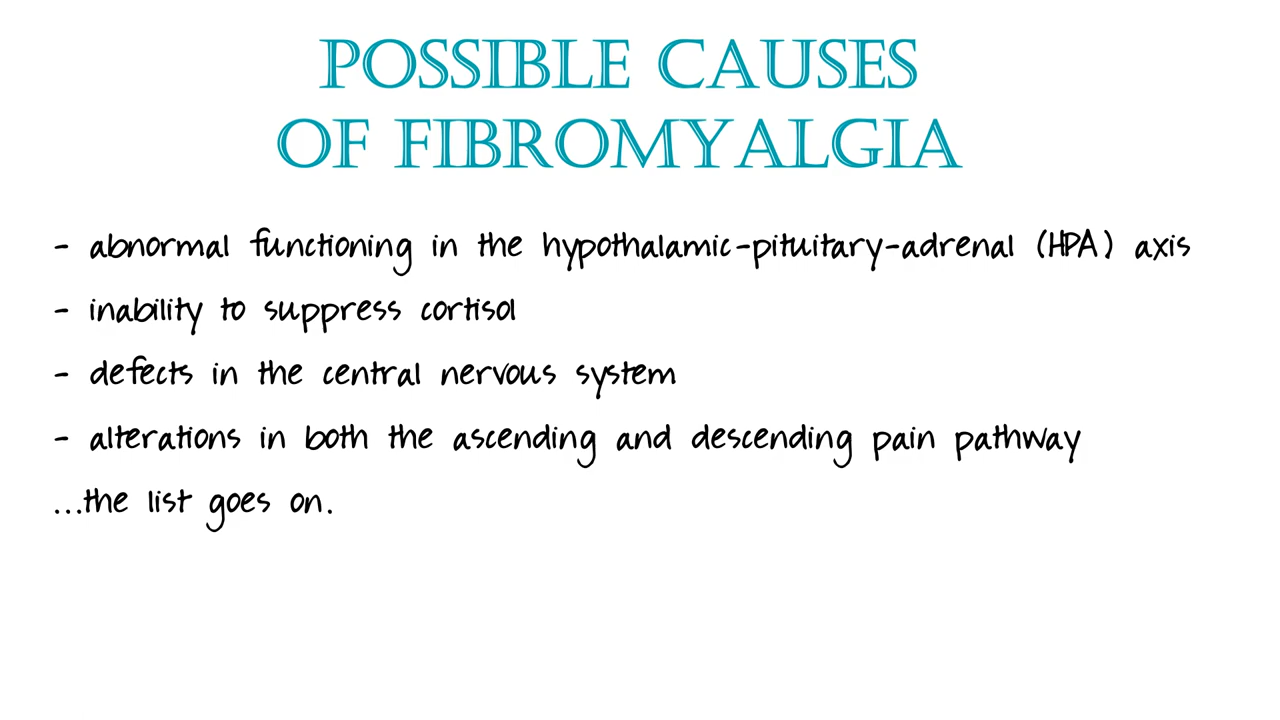 POSSIBLE CAUSES
OF FIBROMYALGIA
- abnormal functioning in the hypothalamic-pituitary-adrenal (HPA) axis
- inability to suppress cortisol
- defects in the central nervous system
- alterations in both the ascending and descending pain pathway
...the list goes on.